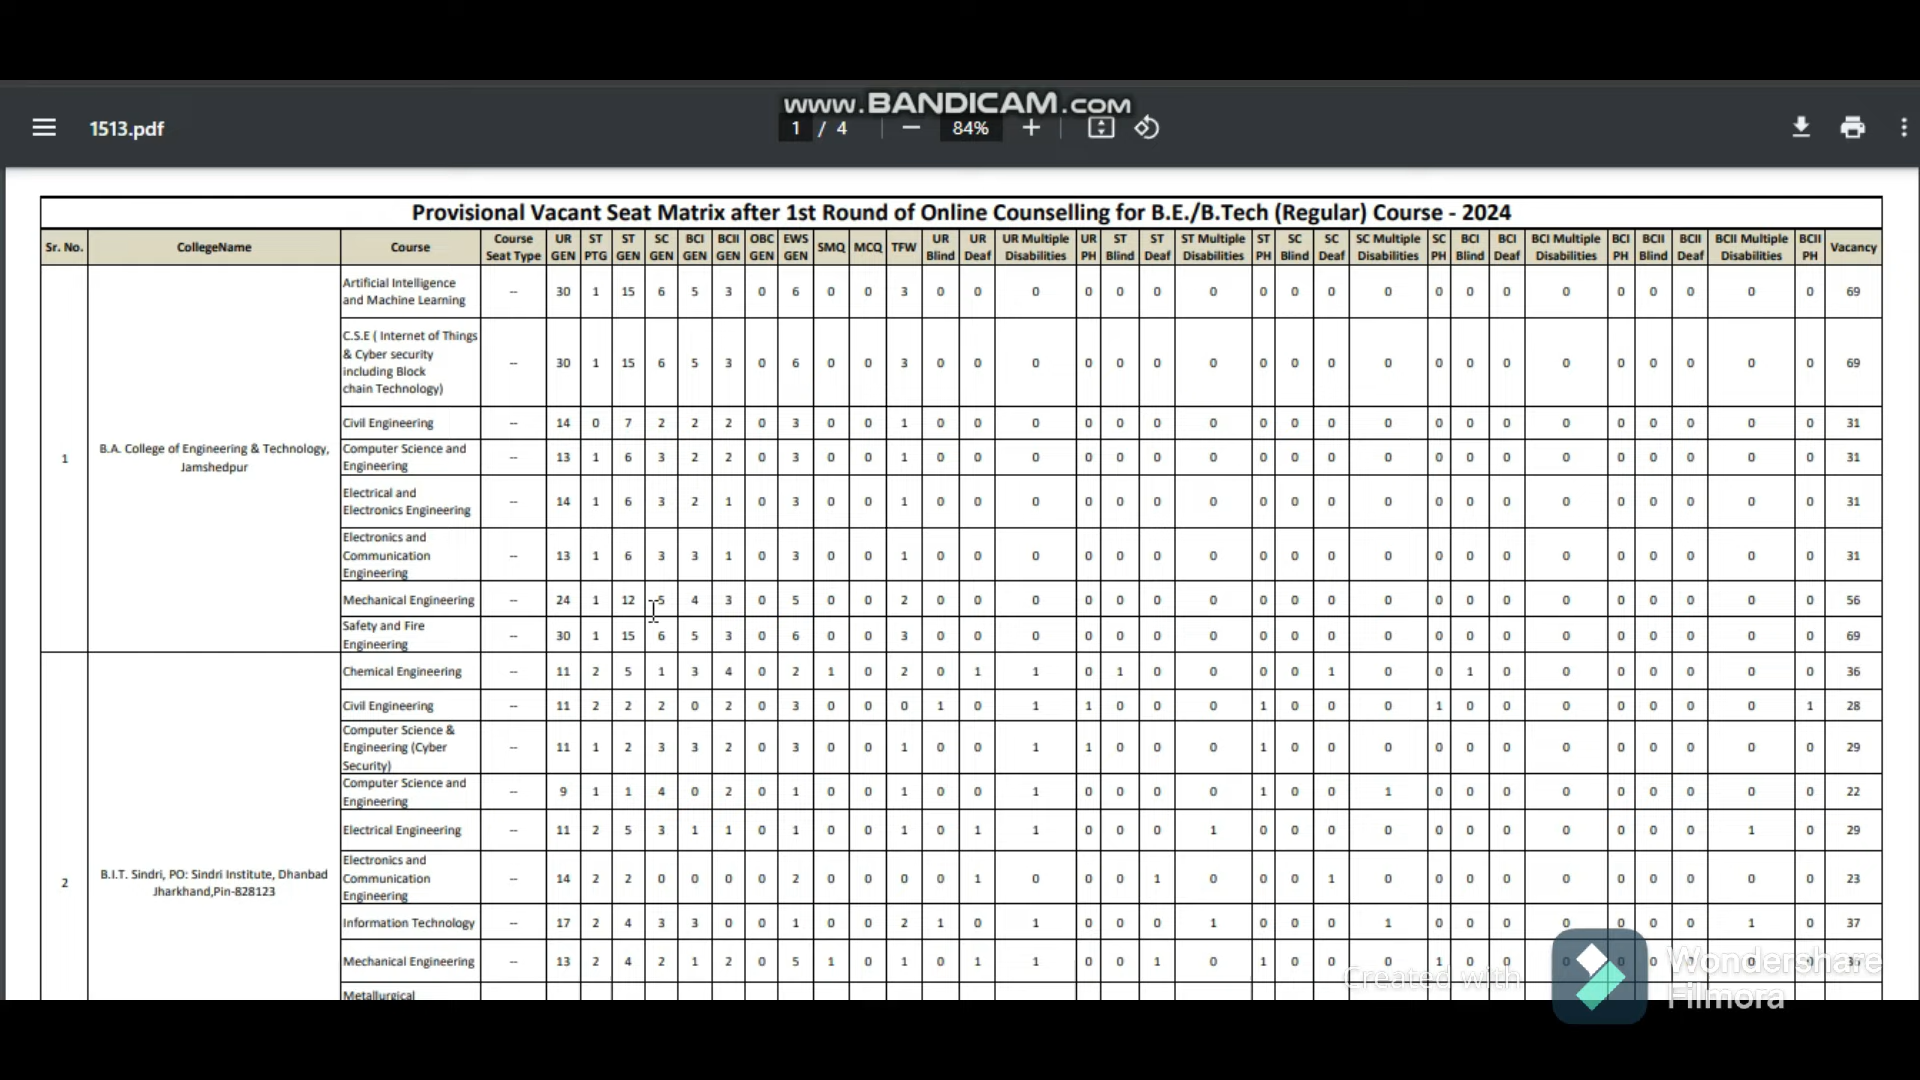 www.BANDICAM.com
1513.pdf 1 / 4 84%
Provisional Vacant Seat Matrix after 1st Round of Online Counselling for B.E./B.Tech (Regular) Course - 2024
Sr. No. CollegeName Course Course Seat Type UR GEN ST PTG ST GEN SC GEN BCI GEN BCII GEN OBC GEN EWS GEN SMQ MCQ TFW UR Blind UR Deaf UR Multiple Disabilities UR PH ST Blind ST Deaf ST Multiple Disabilities ST PH SC Blind SC Deaf SC Multiple Disabilities SC PH BCI Blind BCI Deaf BCI Multiple Disabilities BCI PH BCII Blind BCII Deaf BCII Multiple Disabilities BCII PH Vacancy
1 B.A. College of Engineering & Technology, Jamshedpur
Artificial Intelligence and Machine Learning -- 30 1 15 6 5 3 0 6 0 0 3 0 0 0 0 0 0 0 0 0 0 0 0 0 0 0 0 0 0 0 0 69
C.S.E ( Internet of Things & Cyber security including Block chain Technology) -- 30 1 15 6 5 3 0 6 0 0 3 0 0 0 0 0 0 0 0 0 0 0 0 0 0 0 0 0 0 0 0 69
Civil Engineering -- 14 0 7 2 2 2 0 3 0 0 1 0 0 0 0 0 0 0 0 0 0 0 0 0 0 0 0 0 0 0 0 31
Computer Science and Engineering -- 13 1 6 3 2 2 0 3 0 0 1 0 0 0 0 0 0 0 0 0 0 0 0 0 0 0 0 0 0 0 0 31
Electrical and Electronics Engineering -- 14 1 6 3 2 1 0 3 0 0 1 0 0 0 0 0 0 0 0 0 0 0 0 0 0 0 0 0 0 0 0 31
Electronics and Communication Engineering -- 13 1 6 3 3 1 0 3 0 0 1 0 0 0 0 0 0 0 0 0 0 0 0 0 0 0 0 0 0 0 0 31
Mechanical Engineering -- 24 1 12 5 4 3 0 5 0 0 2 0 0 0 0 0 0 0 0 0 0 0 0 0 0 0 0 0 0 0 0 56
Safety and Fire Engineering -- 30 1 15 6 5 3 0 6 0 0 3 0 0 0 0 0 0 0 0 0 0 0 0 0 0 0 0 0 0 0 0 69
2 B.I.T. Sindri, PO: Sindri Institute, Dhanbad Jharkhand,Pin-828123
Chemical Engineering -- 11 2 5 1 3 4 0 2 1 0 2 0 1 1 0 1 0 0 0 0 1 0 0 1 0 0 0 0 0 0 0 36
Civil Engineering -- 11 2 2 2 0 2 0 3 0 0 0 1 0 1 1 0 0 0 1 0 0 0 1 0 0 0 0 0 0 0 1 28
Computer Science & Engineering (Cyber Security) -- 11 1 2 3 3 2 0 3 0 0 1 0 0 1 1 0 0 0 1 0 0 0 0 0 0 0 0 0 0 0 0 29
Computer Science and Engineering -- 9 1 1 4 0 2 0 1 0 0 1 0 0 1 0 0 0 0 1 0 0 1 0 0 0 0 0 0 0 0 0 22
Electrical Engineering -- 11 2 5 3 1 1 0 1 0 0 1 0 1 1 0 0 0 1 0 0 0 0 0 0 0 0 0 0 0 1 0 29
Electronics and Communication Engineering -- 14 2 2 0 0 0 0 2 0 0 0 0 1 0 0 0 1 0 0 0 1 0 0 0 0 0 0 0 0 0 0 23
Information Technology -- 17 2 4 3 3 0 0 1 0 0 2 1 0 1 0 0 0 1 0 0 0 1 0 0 0 0 0 0 0 1 0 37
Mechanical Engineering -- 13 2 4 2 1 2 0 5 1 0 1 0 1 1 0 0 1 0 1 0 0 0 1 0 0 0 0 0 0 0 0
Metallurgical
Created with Wondershare Filmora